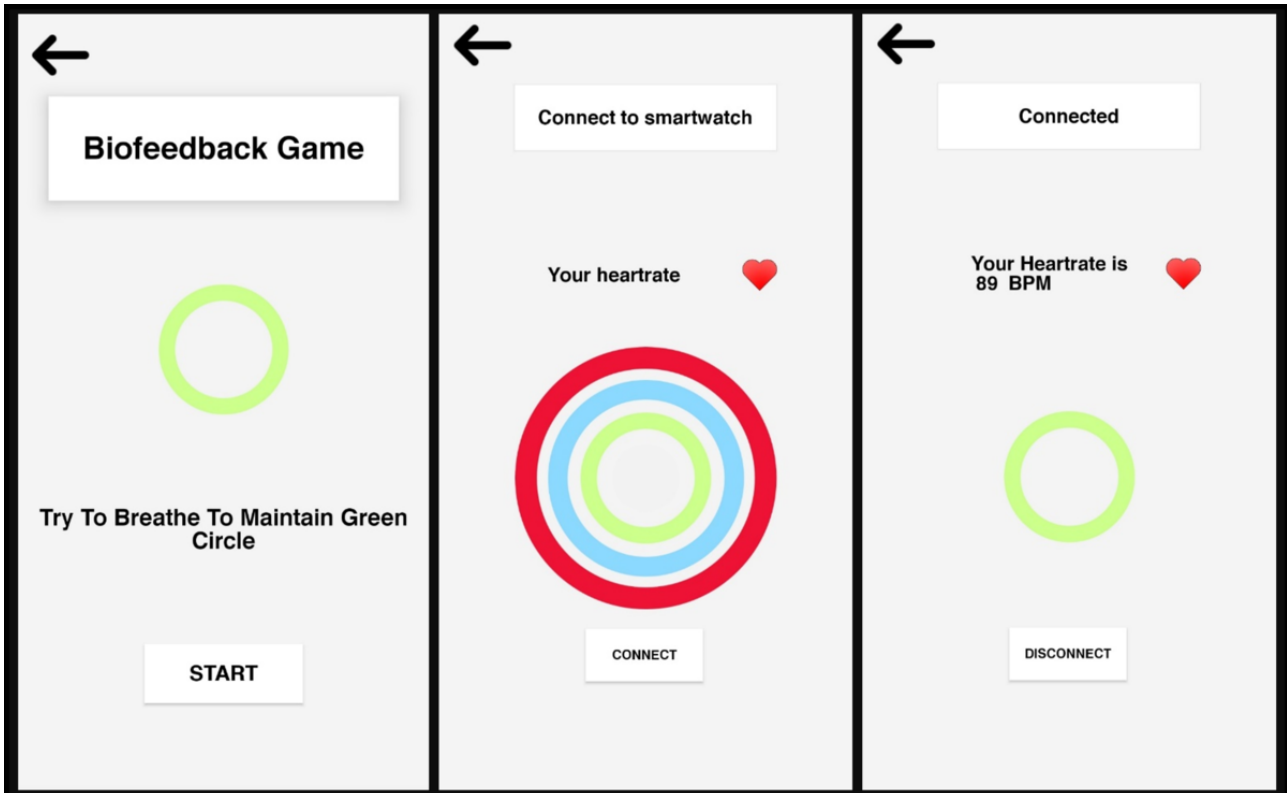 Biofeedback Game
Try To Breathe To Maintain Green
Circle
START
Connect to smartwatch
Your heartrate
CONNECT
Connected
Your Heartrate is
89 BPM
DISCONNECT